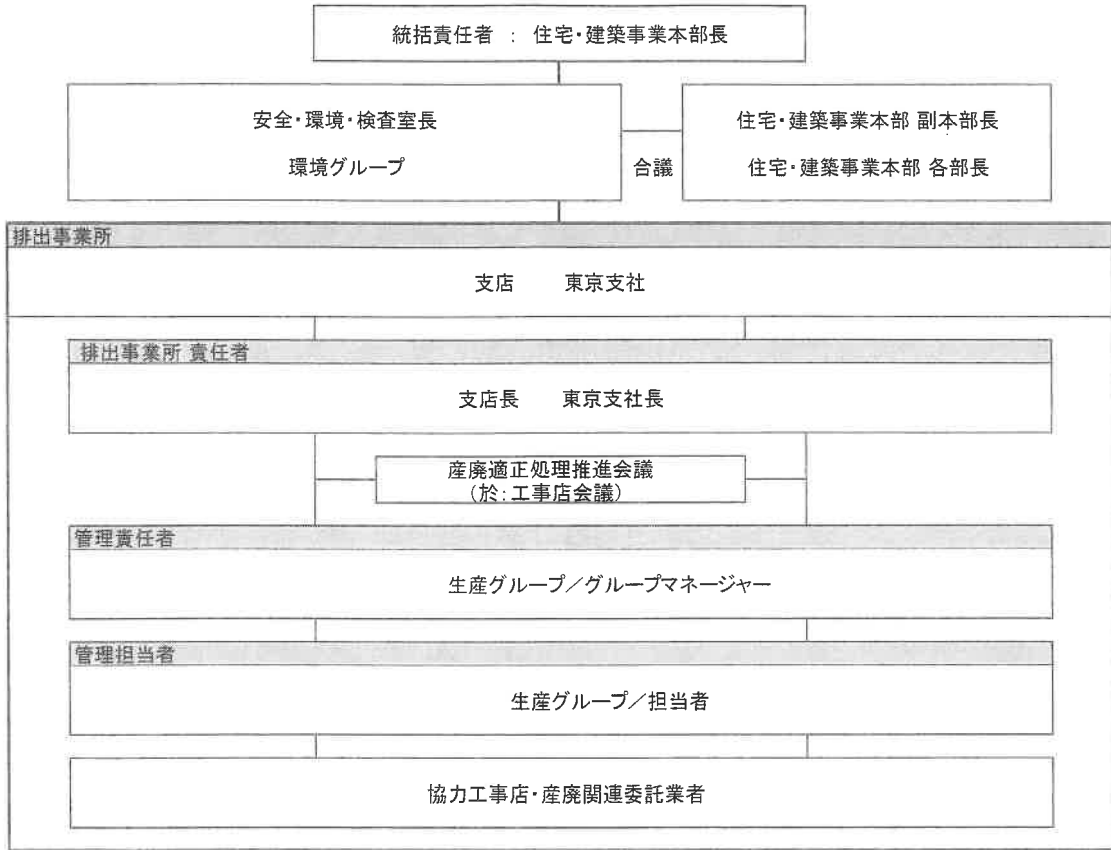 統括責任者 : 住宅・建築事業本部長
安全・環境・検査室長
環境グループ
合議
住宅・建築事業本部 副本部長
住宅・建築事業本部 各部長
排出事業所
支店 東京支社
排出事業所 責任者
支店長 東京支社長
産廃適正処理推進会議
(於:工事店会議)
管理責任者
生産グループ/グループマネージャー
管理担当者
生産グループ/担当者
協力工事店・産廃関連委託業者